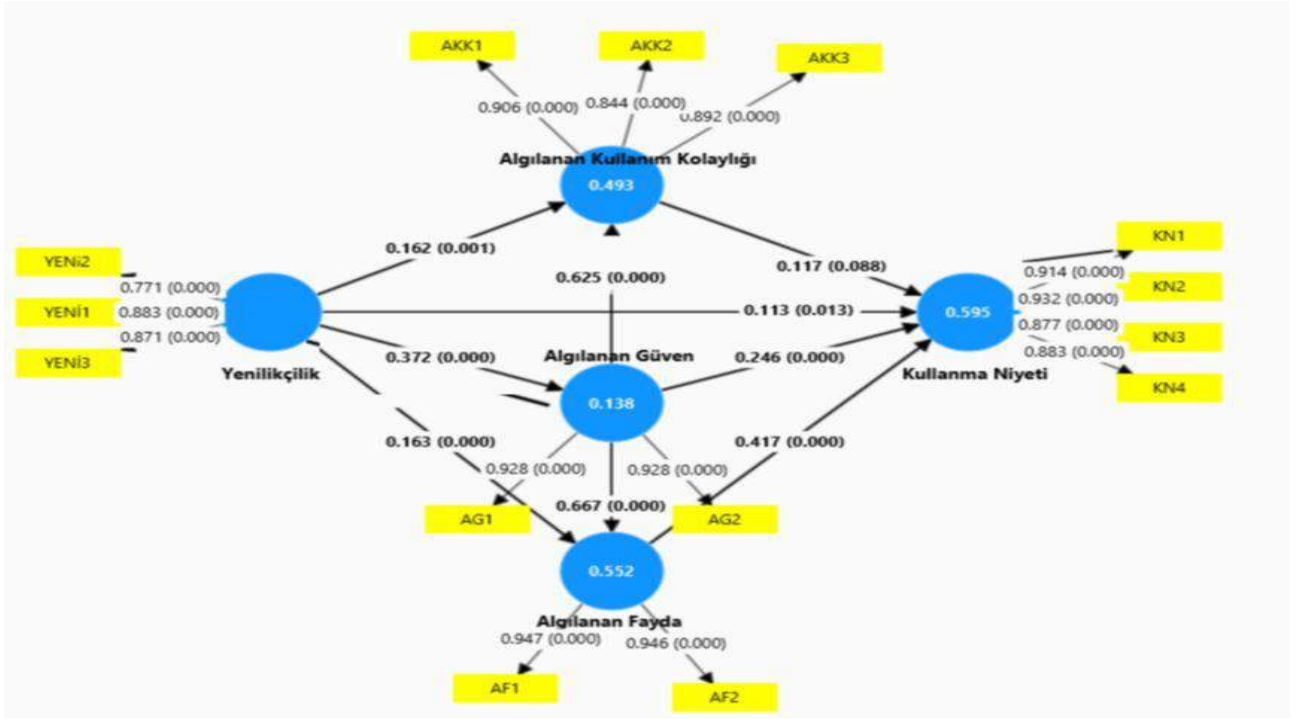 AKK1
AKK2
AKK3
0.906 (0.000)
0.844 (0.000)
0.892 (0.000)
Algılanan Kullanım Kolaylığı
0.493
0.162 (0.001)
0.625 (0.000)
0.117 (0.088)
YENi2
YENİ1
YENİ3
0.771 (0.000)
0.883 (0.000)
0.871 (0.000)
Yenilikçilik
0.113 (0.013)
0.372 (0.000)
Algılanan Güven
0.246 (0.000)
0.138
0.595
Kullanma Niyeti
KN1
0.914 (0.000)
KN2
0.932 (0.000)
KN3
0.877 (0.000)
0.883 (0.000)
KN4
0.163 (0.000)
0.417 (0.000)
0.928 (0.000)
0.928 (0.000)
0.667 (0.000)
AG1
AG2
0.552
Algılanan Fayda
0.947 (0.000)
0.946 (0.000)
AF1
AF2